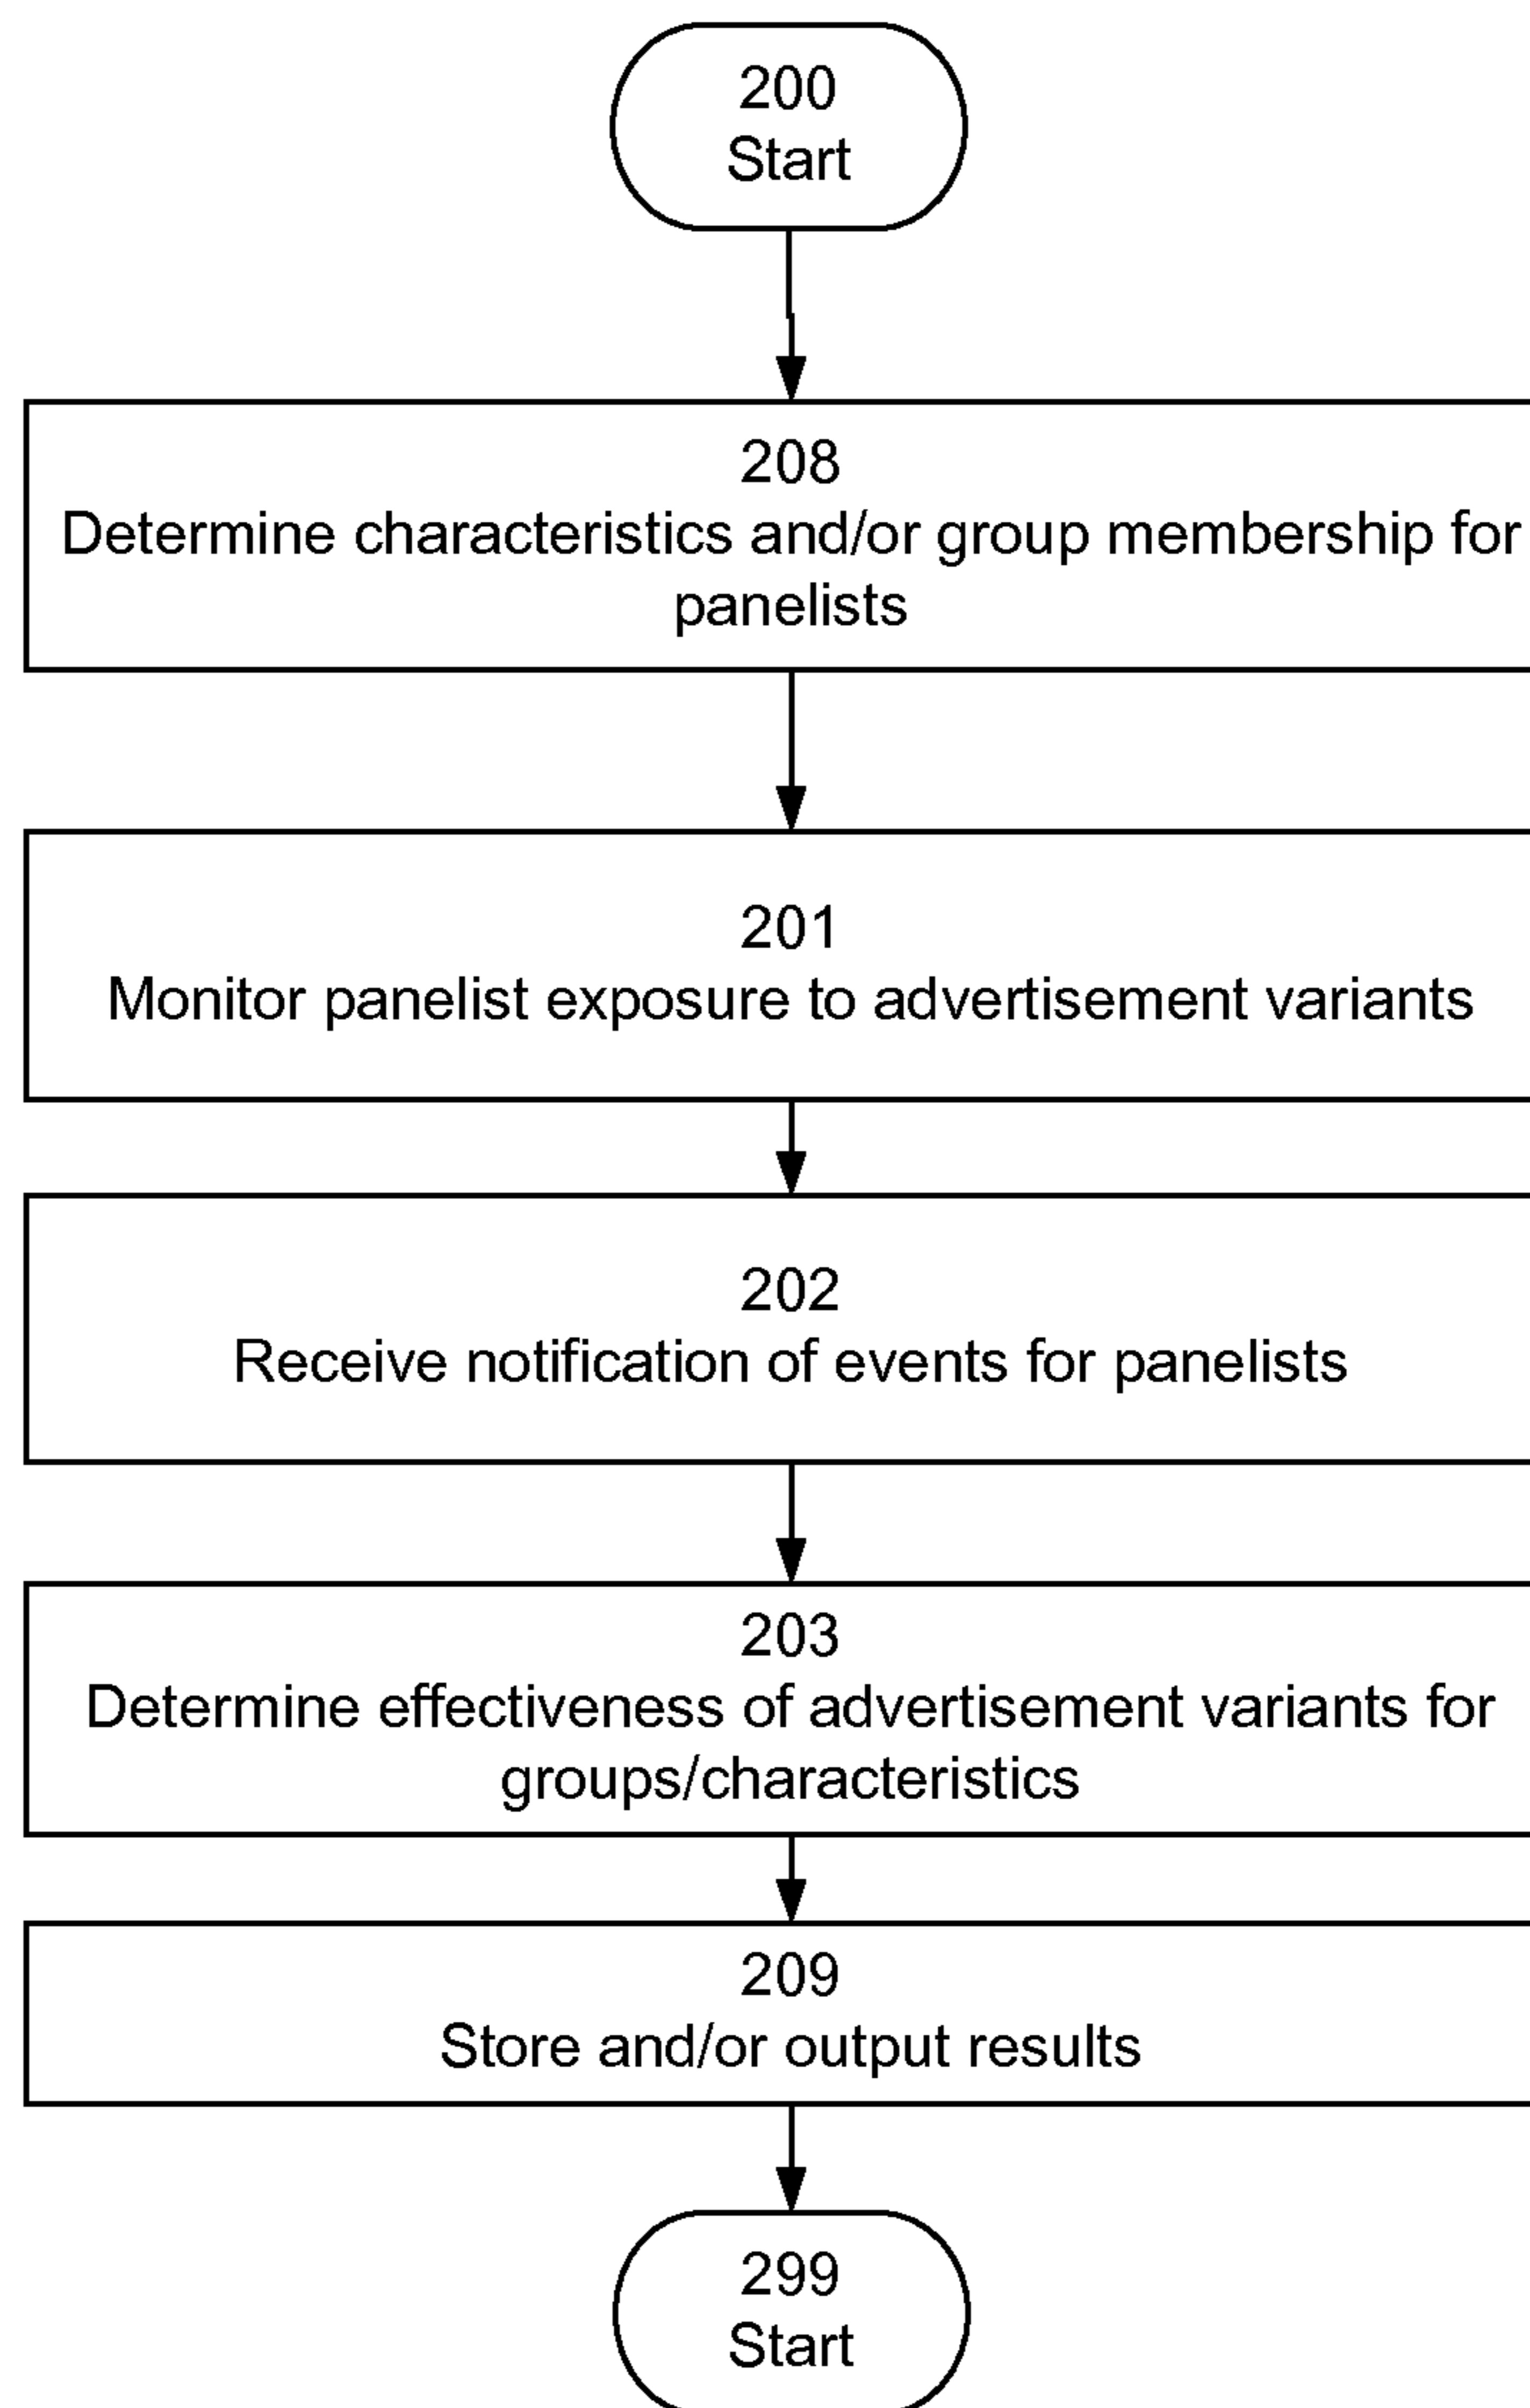 200
Start
208
Determine characteristics and/or group membership for
panelists
201
Monitor panelist exposure to advertisement variants
202
Receive notification of events for panelists
203
Determine effectiveness of advertisement variants for
groups/characteristics
209
Store and/or output results
299
Start